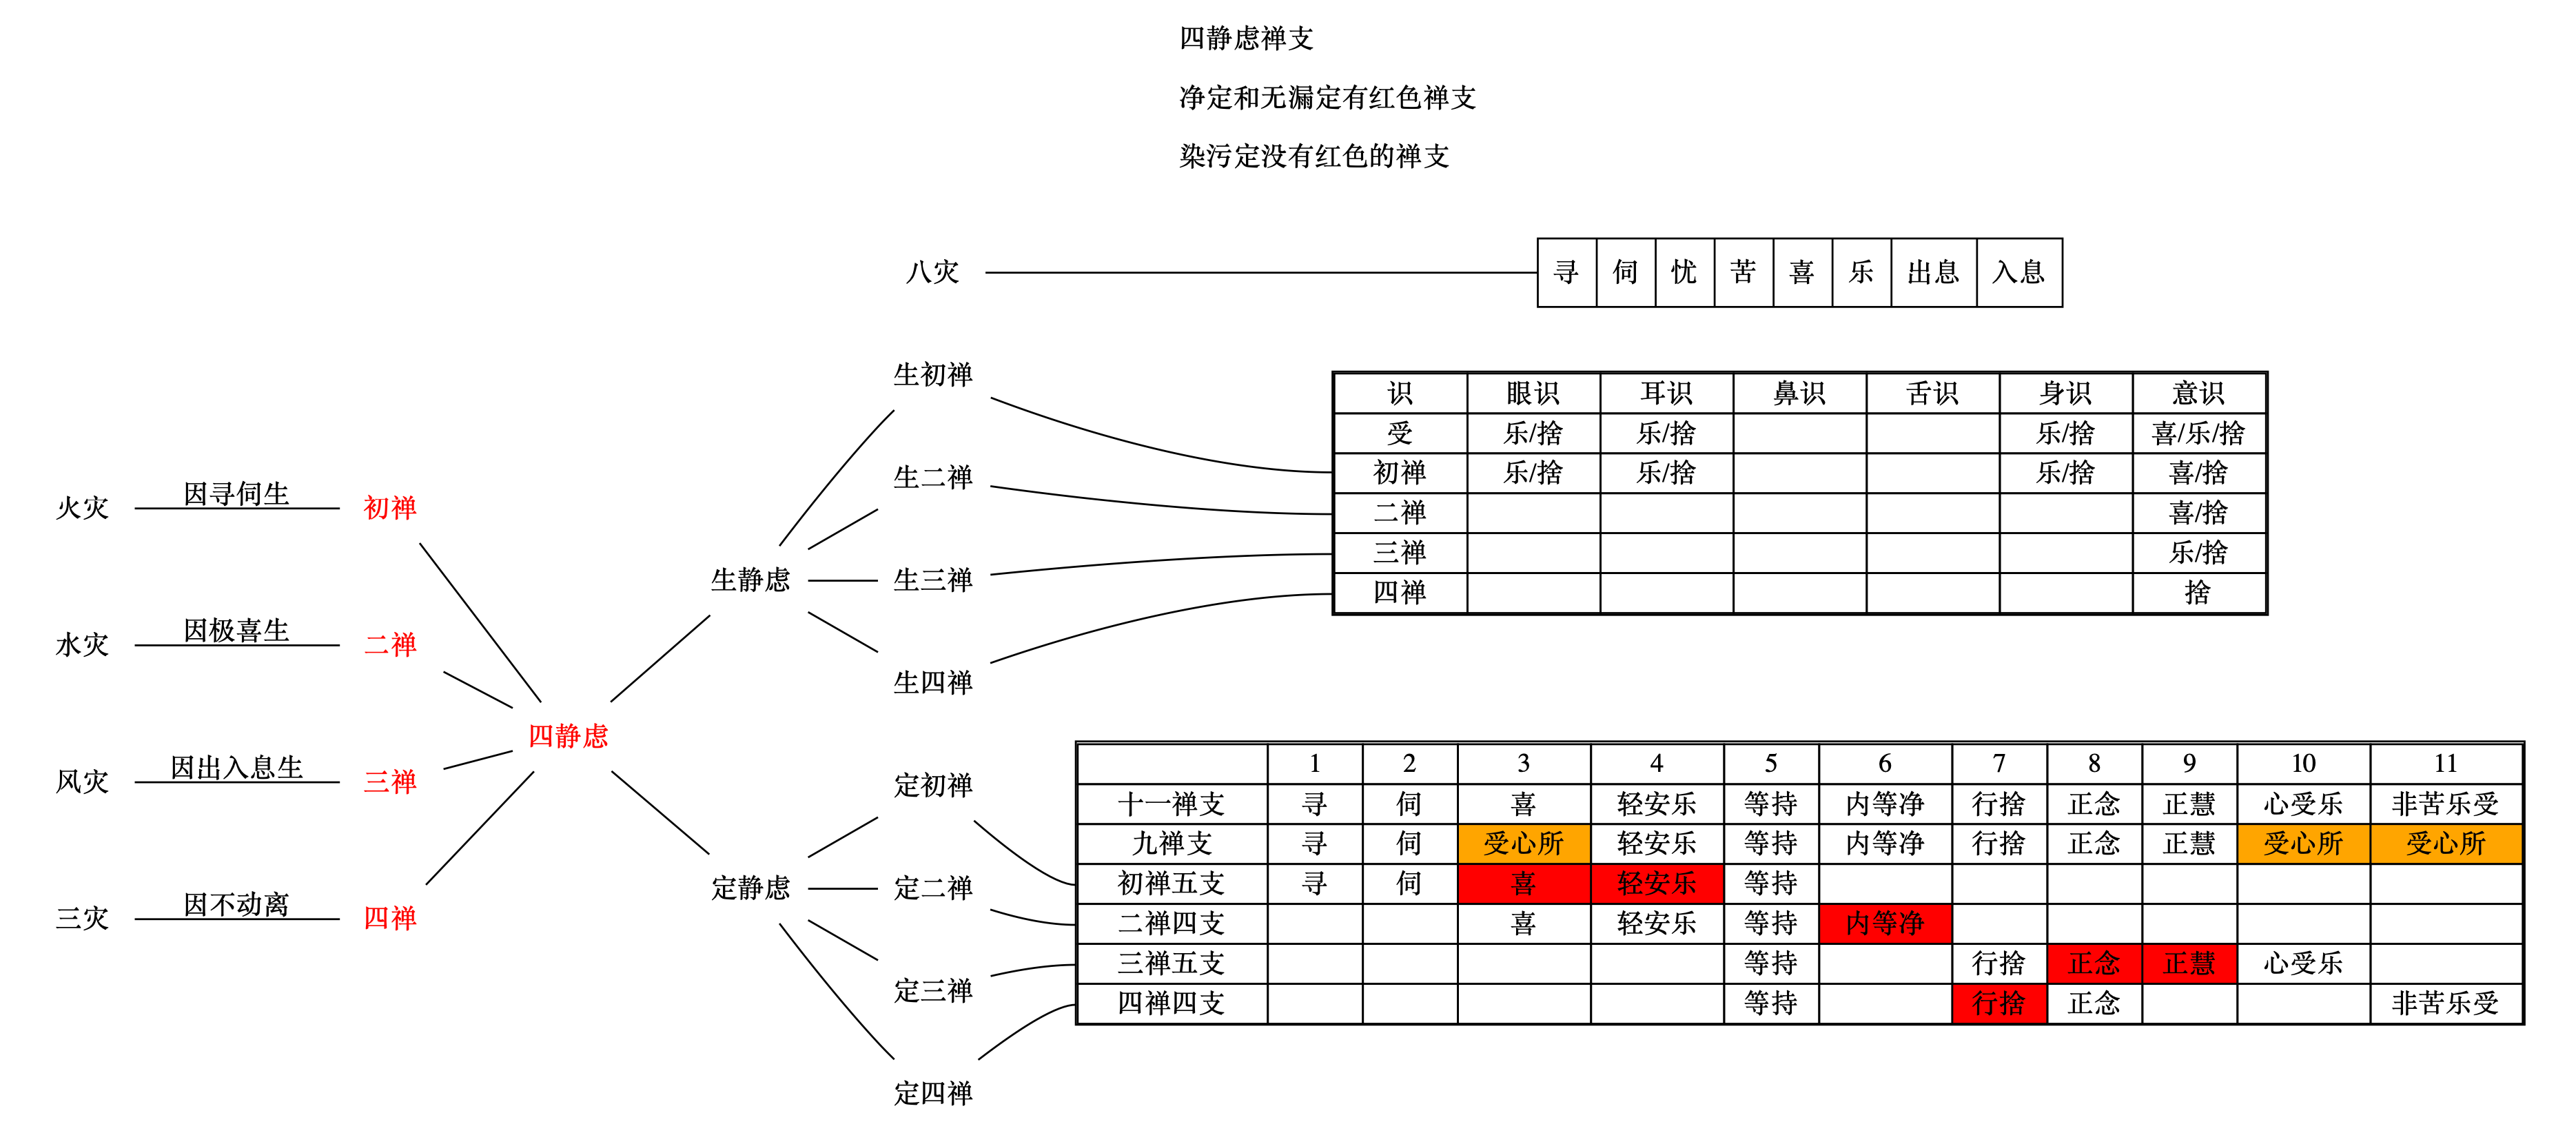 四静虑禅支
净定和无漏定有红色禅支
染污定没有红色的禅支
八灾
寻 伺 忧 苦 喜 乐 出息 入息
火灾 因寻伺生 初禅
水灾 因极喜生 二禅
风灾 因出入息生 三禅
三灾 因不动离 四禅
四静虑
生静虑
生初禅
生二禅
生三禅
生四禅
识 眼识 耳识 鼻识 舌识 身识 意识
受 乐/捨 乐/捨 乐/捨 喜/乐/捨
初禅 乐/捨 乐/捨 乐/捨 喜/捨
二禅 喜/捨
三禅 乐/捨
四禅 捨
定静虑
定初禅
定二禅
定三禅
定四禅
1 2 3 4 5 6 7 8 9 10 11
十一禅支 寻 伺 喜 轻安乐 等持 内等净 行捨 正念 正慧 心受乐 非苦乐受
九禅支 寻 伺 受心所 轻安乐 等持 内等净 行捨 正念 正慧 受心所 受心所
初禅五支 寻 伺 喜 轻安乐 等持
二禅四支 喜 轻安乐 等持 内等净
三禅五支 等持 行捨 正念 正慧 心受乐
四禅四支 等持 行捨 正念 非苦乐受